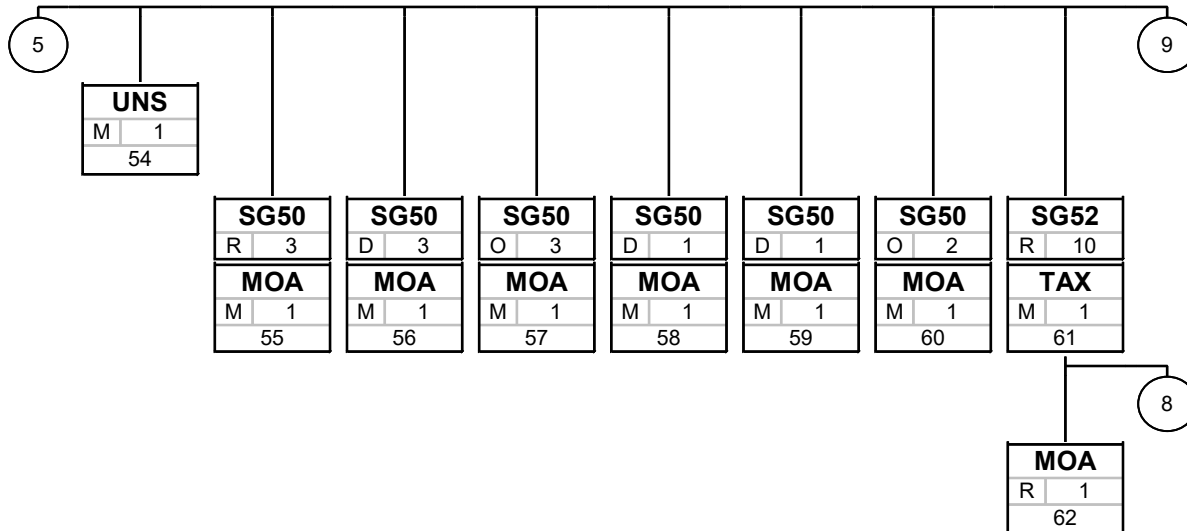 5 9
UNS
M 1
54
SG50 SG50 SG50 SG50 SG50 SG50 SG52
R 3 D 3 O 3 D 1 D 1 O 2 R 10
MOA MOA MOA MOA MOA MOA TAX
M 1 M 1 M 1 M 1 M 1 M 1 M 1
55 56 57 58 59 60 61
8
MOA
R 1
62